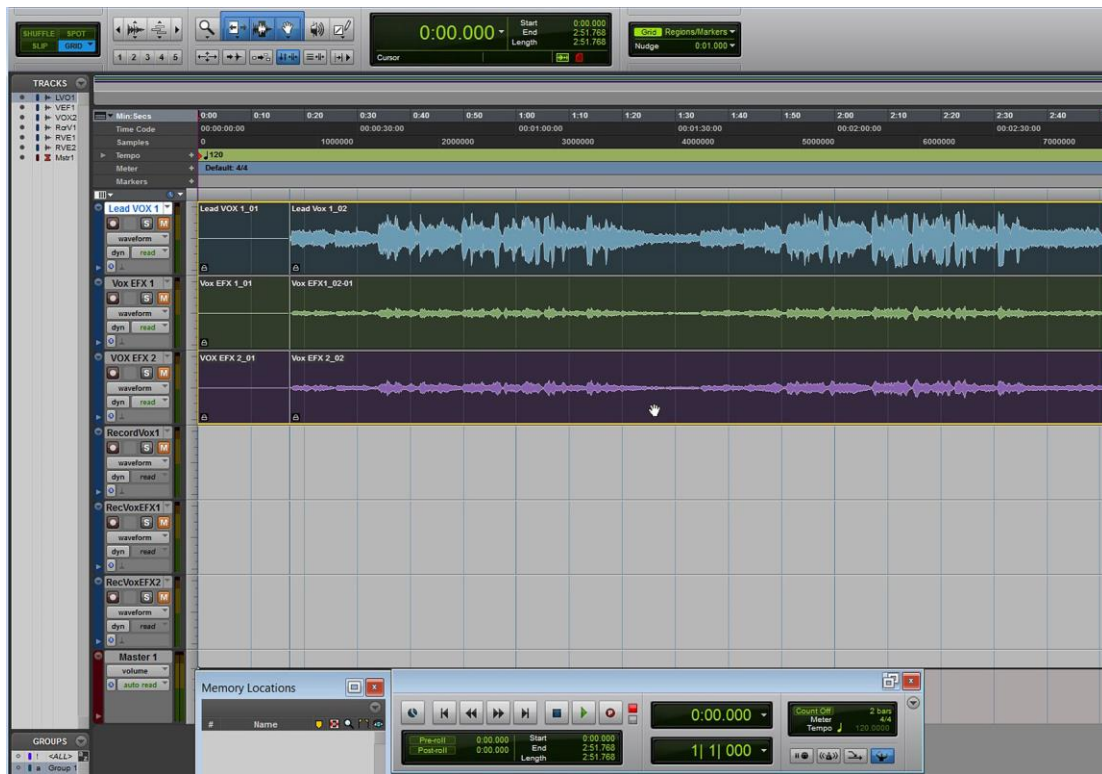 SHUFFLE SPOT
SLIP GRID
1 2 3 4 5
0:00.000
Start 0:00.000
End 2:51.768
Length 2:51.768
Cursor
Grid Regions/Markers
Nudge 0:01.000
TRACKS
LVO1
VEF1
VOX2
RVE1
RVE2
Mstr1
Min:Secs 0:00 0:10 0:20 0:30 0:40 0:50 1:00 1:10 1:20 1:30 1:40 1:50 2:00 2:10 2:20 2:30 2:40
Time Code 00:00:00:00 00:00:30:00 00:01:00:00 00:01:30:00 00:02:00:00 00:02:30:00
Samples 0 1000000 2000000 3000000 4000000 5000000 6000000 7000000
Tempo 120
Meter Default: 4/4
Markers
Lead VOX 1 Lead VOX 1_01 Lead Vox 1_02
S M
waveform
dyn read
Vox EFX 1 Vox EFX 1_01 Vox EFX1_02-01
S M
waveform
dyn read
VOX EFX 2 VOX EFX 2_01 Vox EFX 2_02
S M
waveform
dyn read
RecordVox1
S M
waveform
dyn read
RecVoxEFX1
S M
waveform
dyn read
RecVoxEFX2
S M
waveform
dyn read
Master 1
volume
auto read
Memory Locations
# Name
Pre-roll 0:00.000
Post-roll 0:00.000
Start 0:00.000
End 2:51.768
Length 2:51.768
0:00.000
1| 1| 000
Count Off 2 bars
Meter 4/4
Tempo 120.0000
GROUPS
! <ALL>
a Group 1